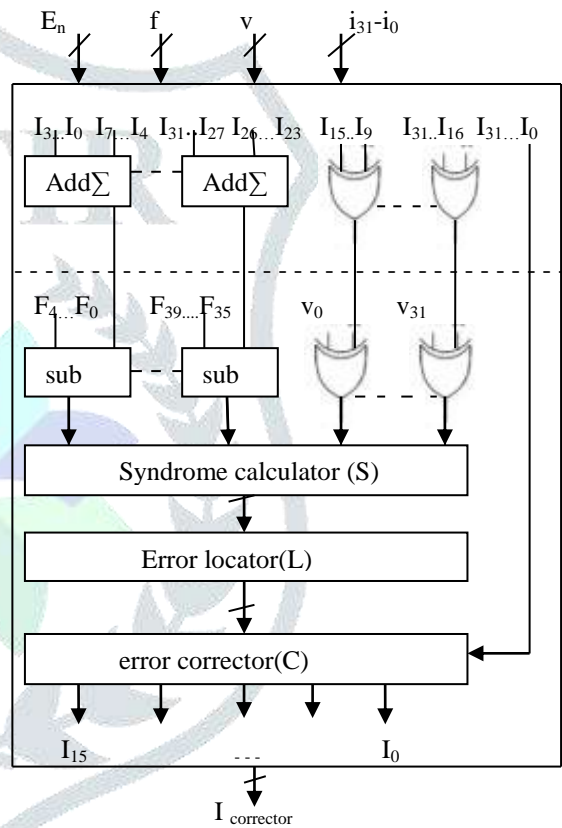 Eₙ f v i₃₁-i₀
I₃...I₀ I₇....I₄ I₃₁...I₂₇ I₂₆....I₂₃ I₁₅..I₉ I₃₁..I₁₆ I₃₁...I₀
Add∑ Add∑
F₄....F₀ F₃₉.....F₃₅ v₀ v₃₁
sub sub
Syndrome calculator (S)
Error locator(L)
error corrector(C)
I₁₅ ... I₀
I corrector